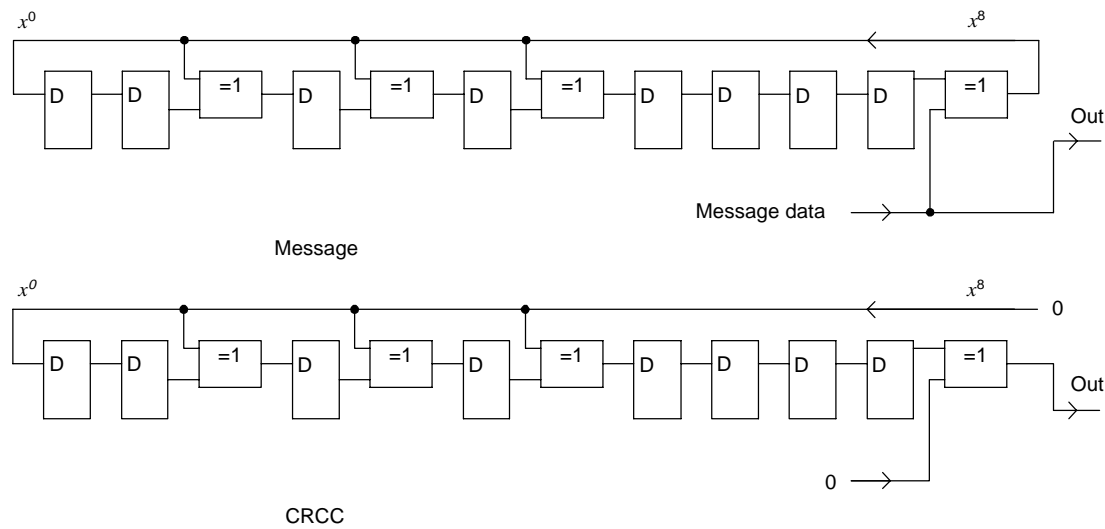 x⁰ x⁸
D D =1 D =1 D =1 D D D D =1
Out
Message data
Message
x⁰ x⁸ 0
D D =1 D =1 D =1 D D D D =1
Out
0
CRCC